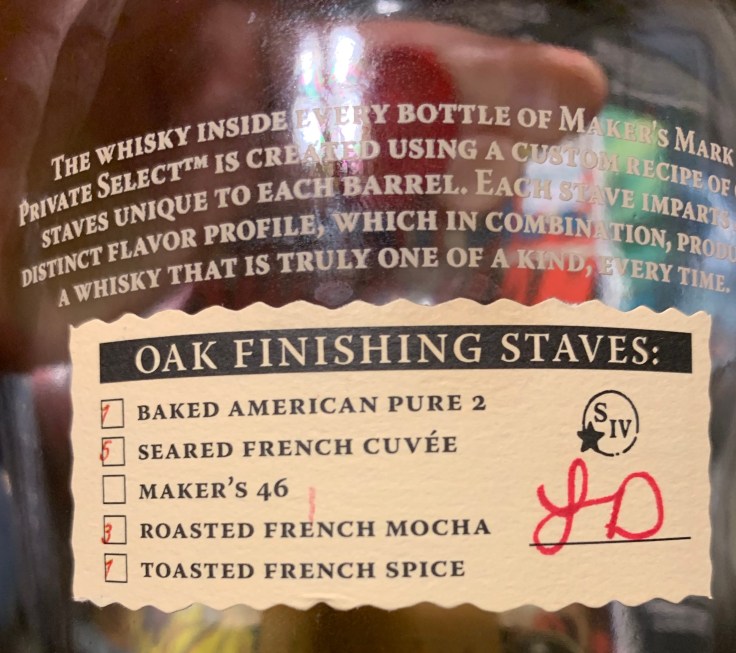 The whisky inside every bottle of Maker's Mark
Private Select™ is created using a custom recipe of
staves unique to each barrel. Each stave imparts
distinct flavor profile, which in combination, produ
a whisky that is truly one of a kind, every time.
OAK FINISHING STAVES:
1 BAKED AMERICAN PURE 2
5 SEARED FRENCH CUVÉE
MAKER'S 46
3 ROASTED FRENCH MOCHA
1 TOASTED FRENCH SPICE
S IV